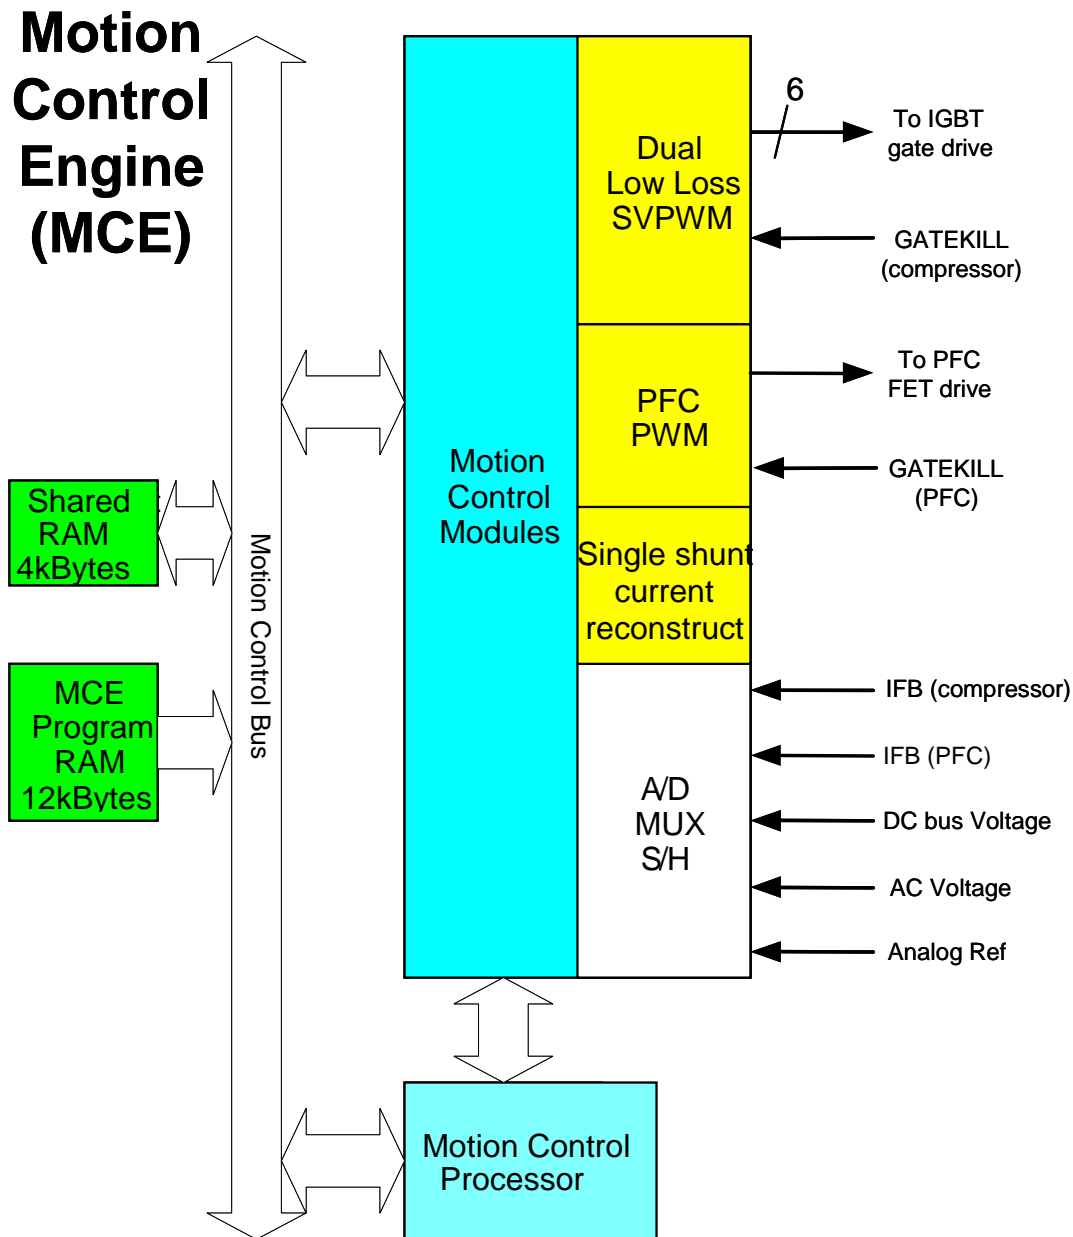 Motion
Control
Engine
(MCE)
6
To IGBT
gate drive
Dual
Low Loss
SVPWM
GATEKILL
(compressor)
To PFC
FET drive
PFC
PWM
GATEKILL
(PFC)
Motion
Control
Modules
Shared
RAM
4kBytes
Motion Control Bus
Single shunt
current
reconstruct
MCE
Program
RAM
12kBytes
IFB (compressor)
IFB (PFC)
A/D
MUX
S/H
DC bus Voltage
AC Voltage
Analog Ref
Motion Control
Processor